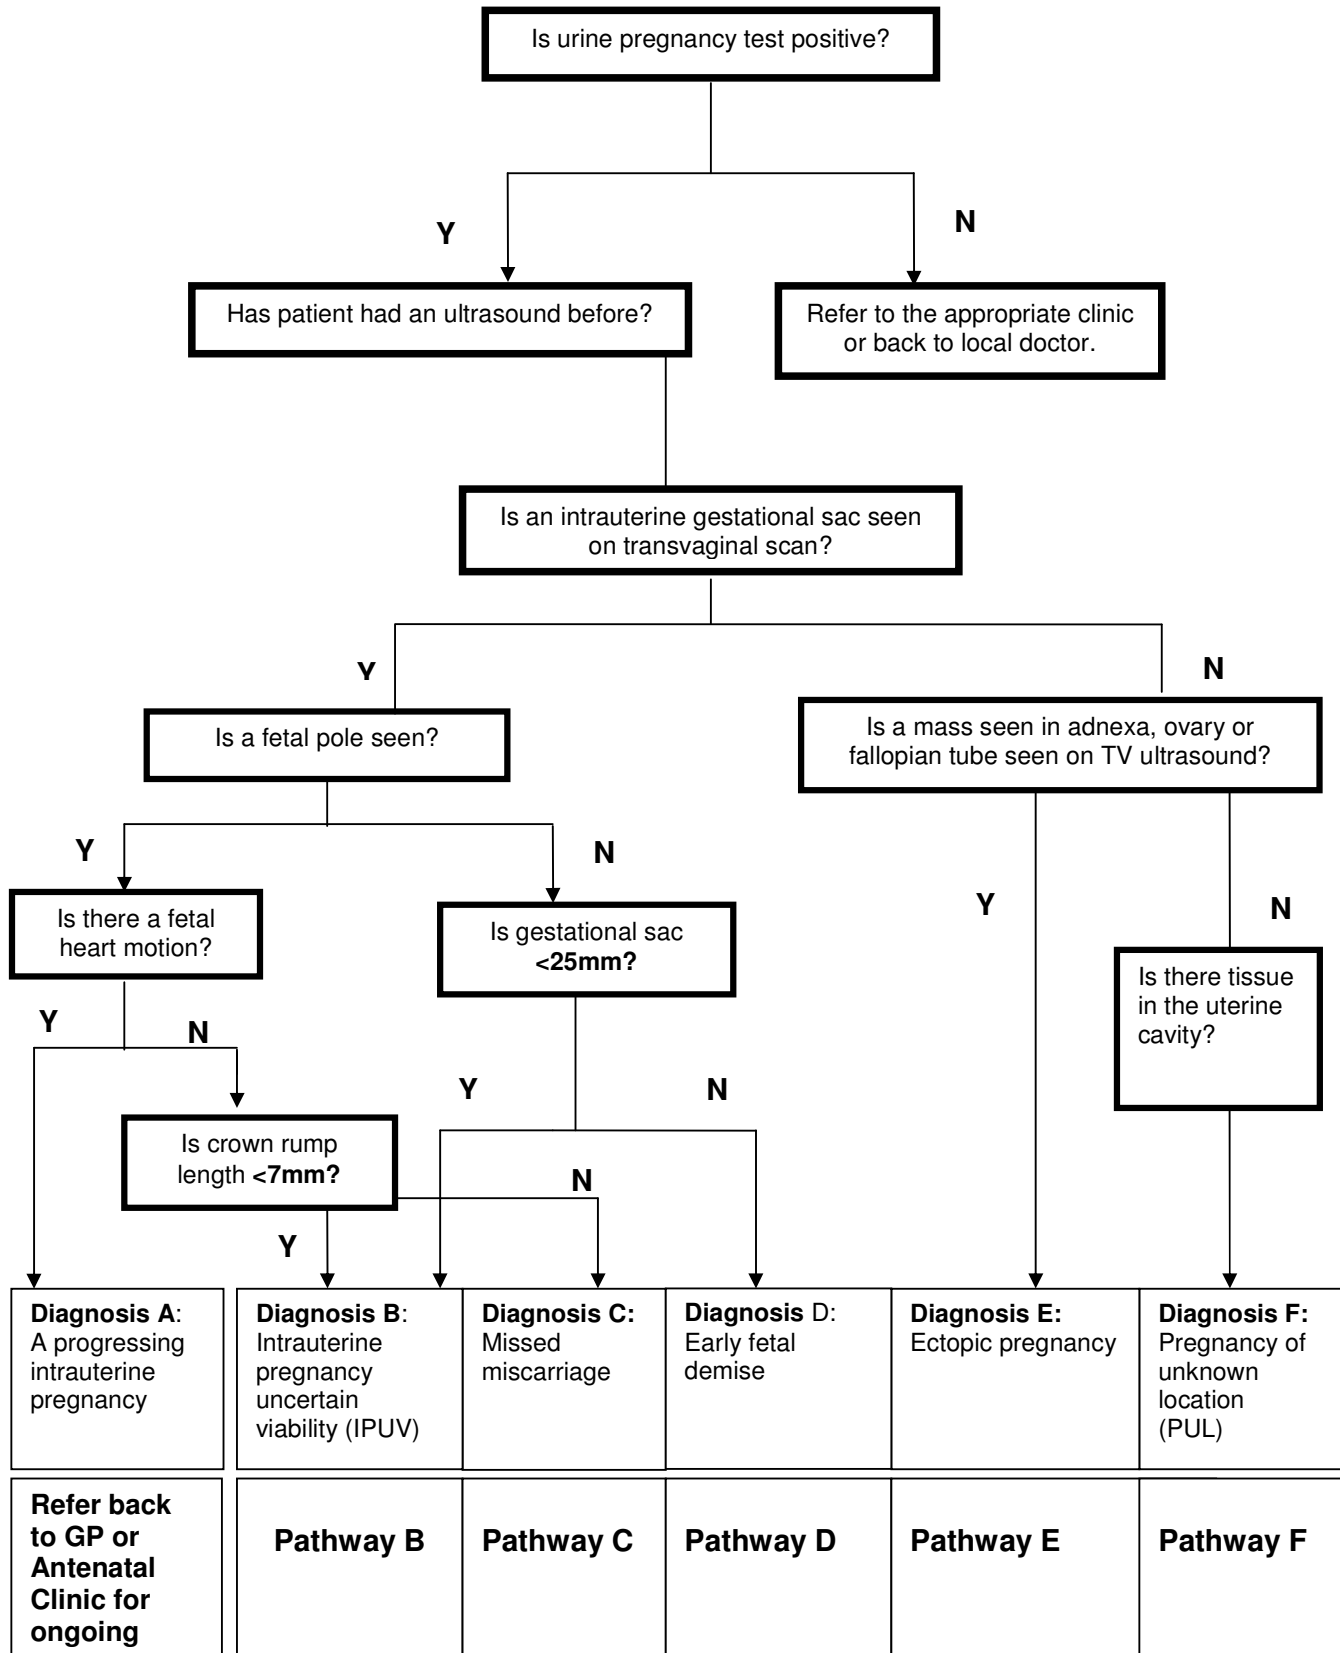 Is urine pregnancy test positive?
Y
N
Has patient had an ultrasound before?
Refer to the appropriate clinic
or back to local doctor.
Is an intrauterine gestational sac seen
on transvaginal scan?
Y
N
Is a fetal pole seen?
Is a mass seen in adnexa, ovary or
fallopian tube seen on TV ultrasound?
Y
N
Is there a fetal
heart motion?
Is gestational sac
<25mm?
Y
N
Is there tissue
in the uterine
cavity?
Y
N
Y
N
Is crown rump
length <7mm?
N
Y
Diagnosis A:
A progressing
intrauterine
pregnancy
Diagnosis B:
Intrauterine
pregnancy
uncertain
viability (IPUV)
Diagnosis C:
Missed
miscarriage
Diagnosis D:
Early fetal
demise
Diagnosis E:
Ectopic pregnancy
Diagnosis F:
Pregnancy of
unknown
location
(PUL)
Refer back
to GP or
Antenatal
Clinic for
ongoing
Pathway B
Pathway C
Pathway D
Pathway E
Pathway F